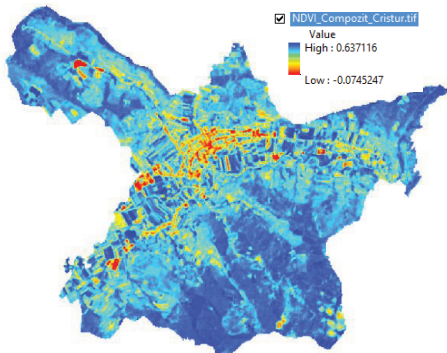 NDVI_Compozit_Cristur.tif
Value
High : 0.637116
Low : -0.0745247